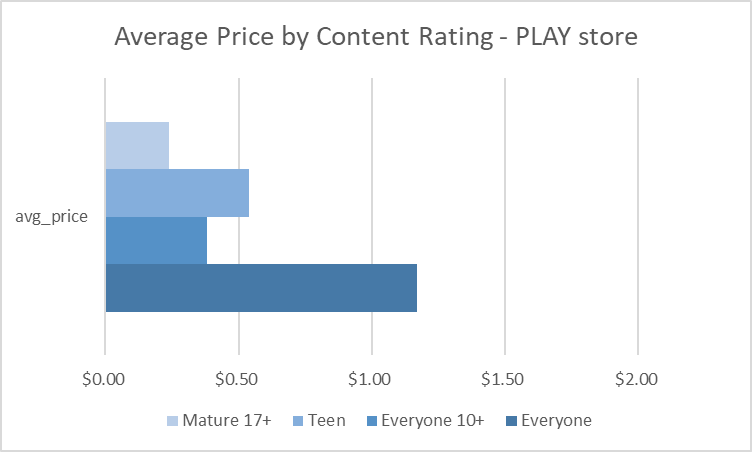 Average Price by Content Rating - PLAY store
avg_price
$0.00 $0.50 $1.00 $1.50 $2.00
Mature 17+ Teen Everyone 10+ Everyone